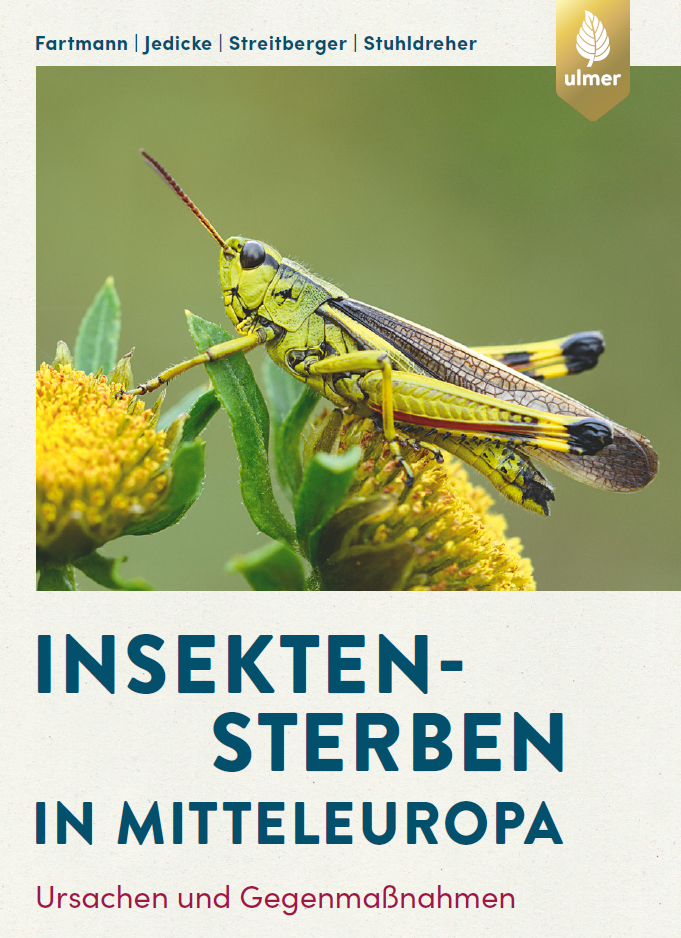 Fartmann | Jedicke | Streitberger | Stuhldreher
ulmer
INSEKTEN-
STERBEN
IN MITTELEUROPA
Ursachen und Gegenmaßnahmen